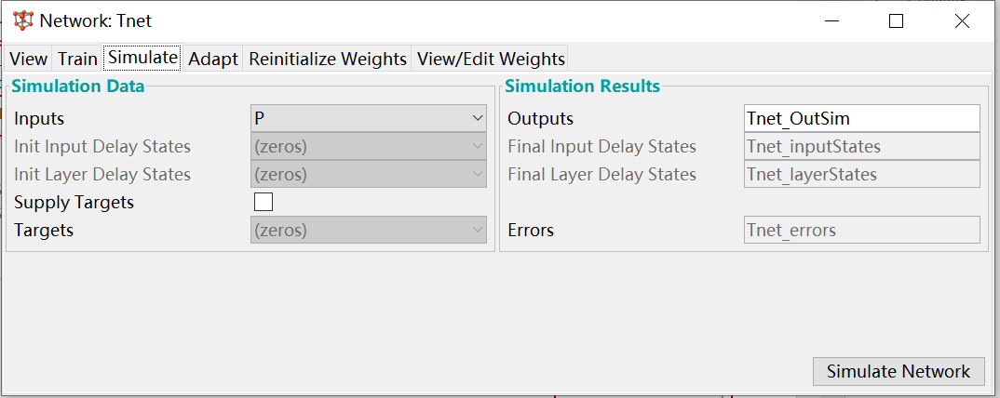 Network: Tnet
View Train Simulate Adapt Reinitialize Weights View/Edit Weights
Simulation Data
Inputs P
Init Input Delay States (zeros)
Init Layer Delay States (zeros)
Supply Targets
Targets (zeros)
Simulation Results
Outputs Tnet_OutSim
Final Input Delay States Tnet_inputStates
Final Layer Delay States Tnet_layerStates
Errors Tnet_errors
Simulate Network